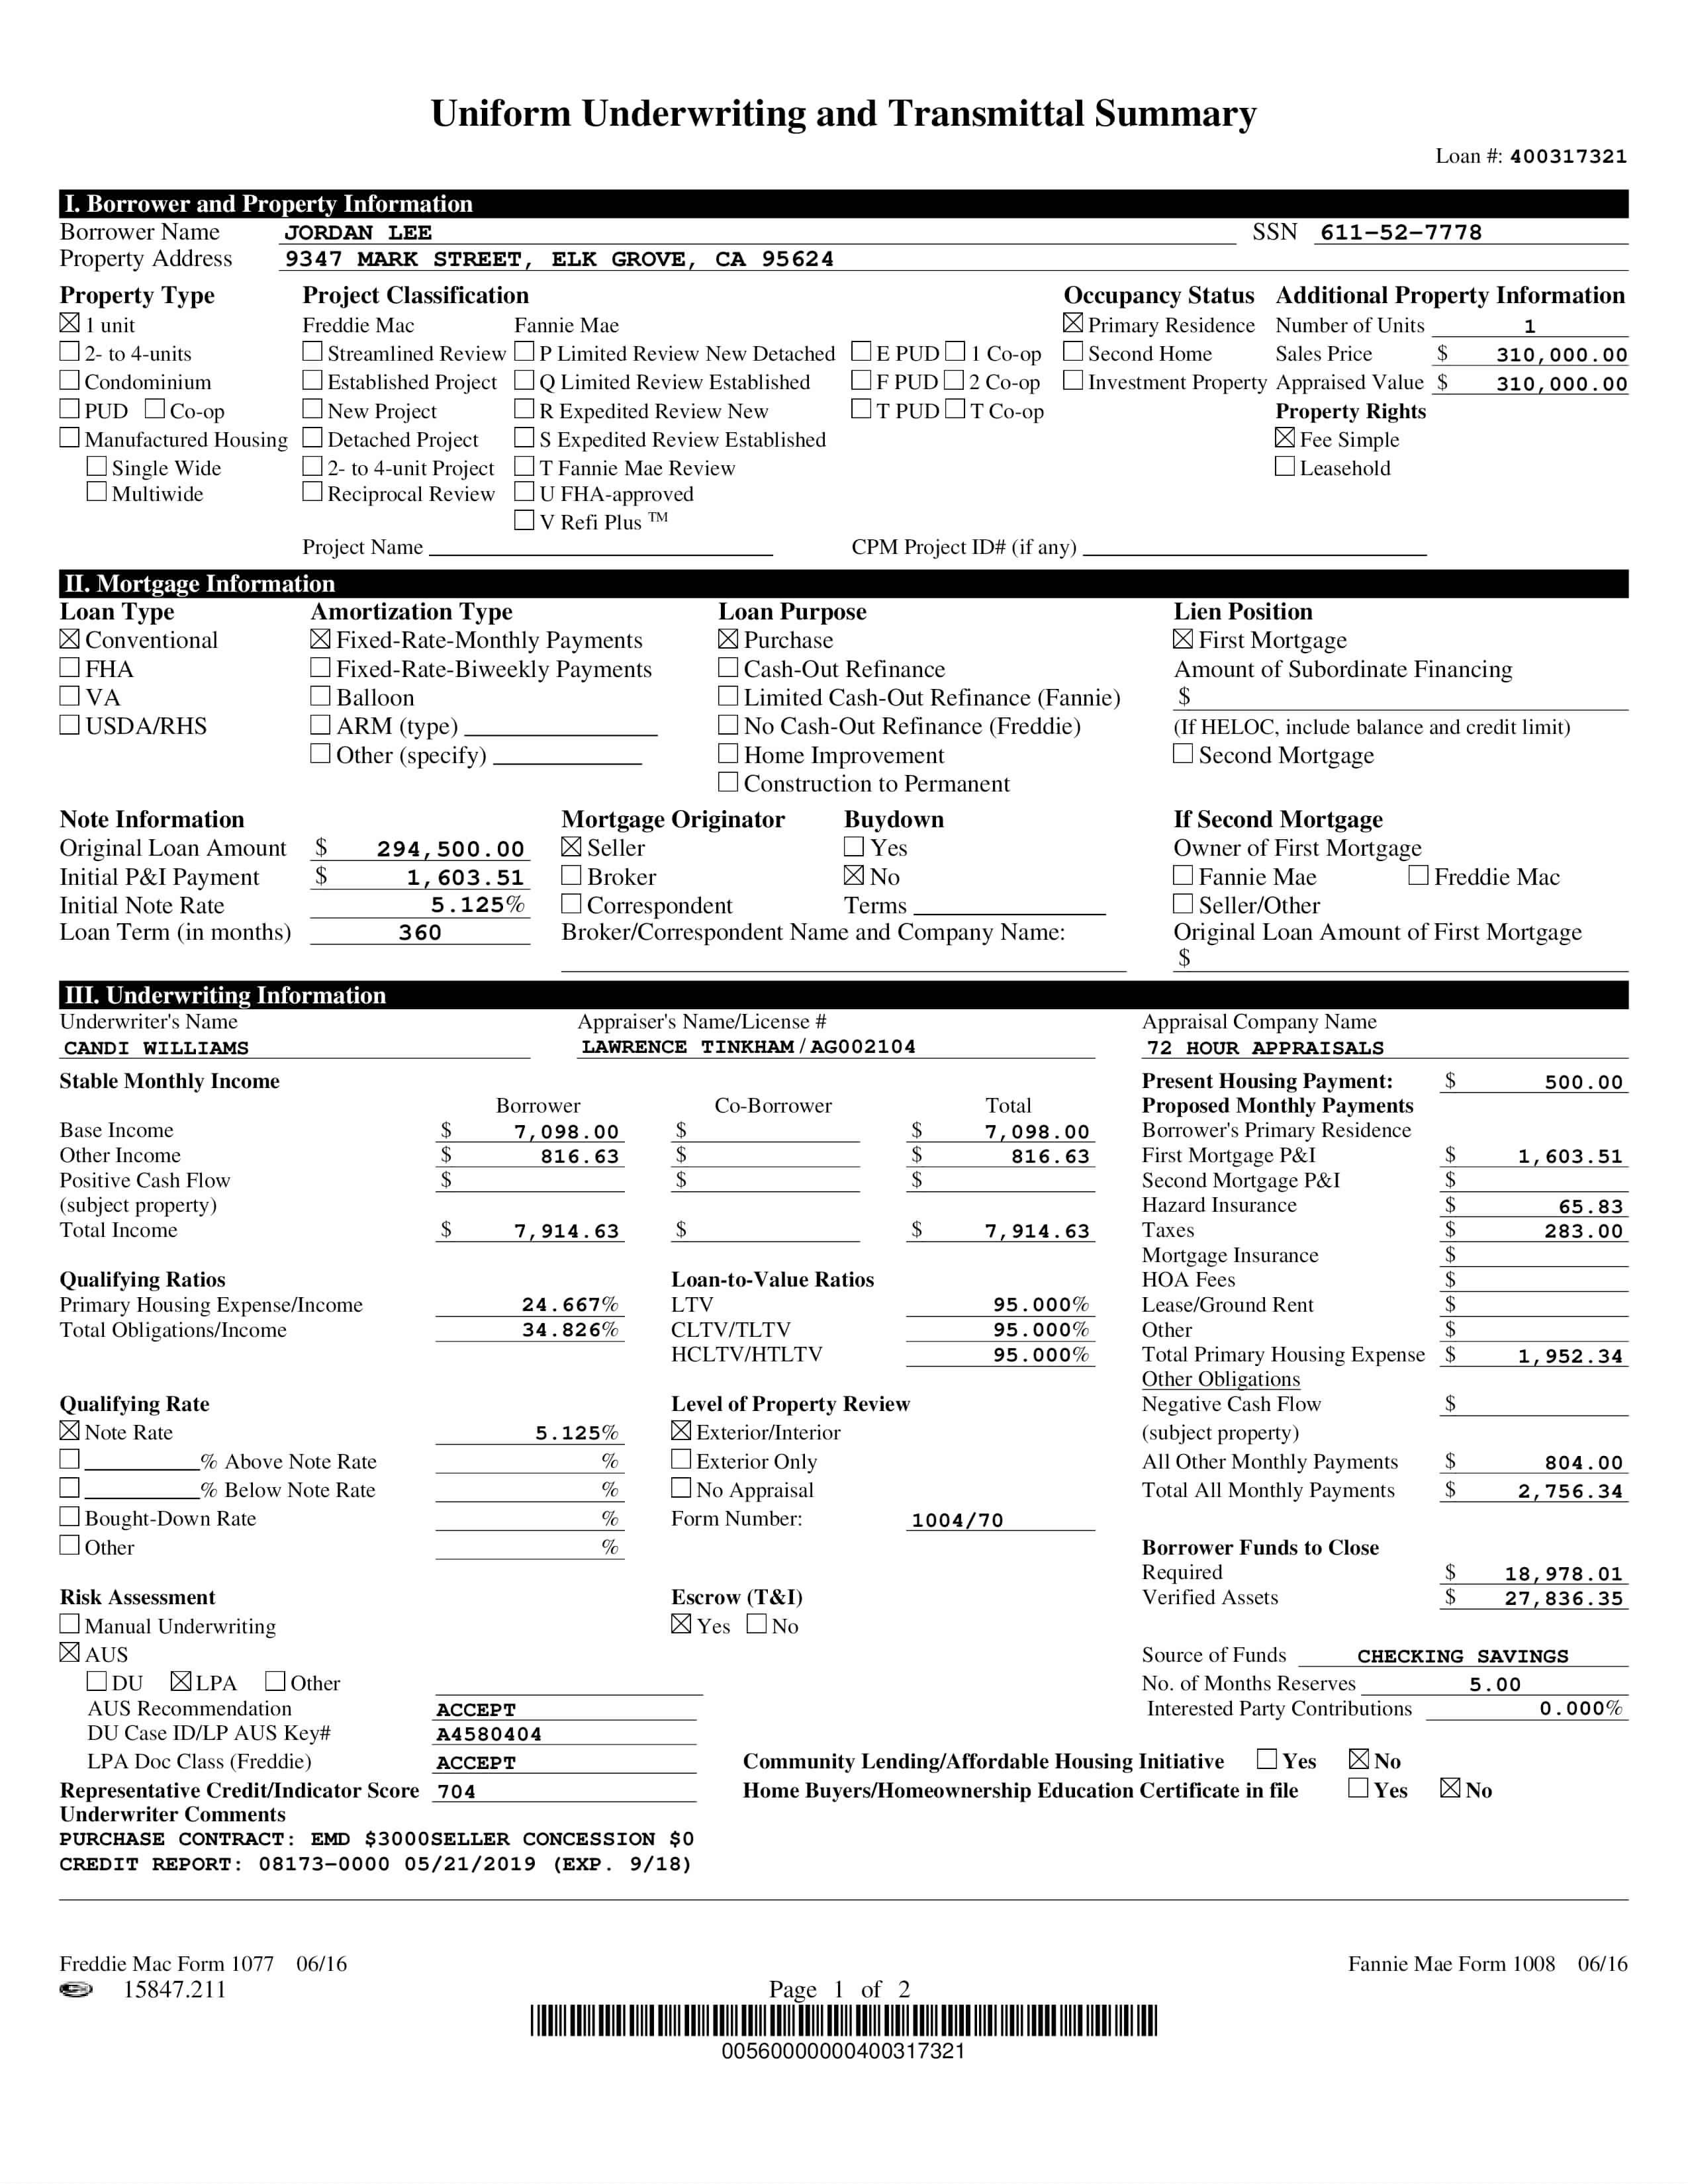 Uniform Underwriting and Transmittal Summary
Loan #: 400317321
I. Borrower and Property Information
Borrower Name JORDAN LEE SSN 611-52-7778
Property Address 9347 MARK STREET, ELK GROVE, CA 95624
Property Type Project Classification Occupancy Status Additional Property Information
☒ 1 unit Freddie Mac Fannie Mae ☒ Primary Residence Number of Units 1
☐ 2- to 4-units ☐ Streamlined Review ☐ P Limited Review New Detached ☐ E PUD ☐ 1 Co-op ☐ Second Home Sales Price $ 310,000.00
☐ Condominium ☐ Established Project ☐ Q Limited Review Established ☐ F PUD ☐ 2 Co-op ☐ Investment Property Appraised Value $ 310,000.00
☐ PUD ☐ Co-op ☐ New Project ☐ R Expedited Review New ☐ T PUD ☐ T Co-op Property Rights
☐ Manufactured Housing ☐ Detached Project ☐ S Expedited Review Established ☒ Fee Simple
☐ Single Wide ☐ 2- to 4-unit Project ☐ T Fannie Mae Review ☐ Leasehold
☐ Multiwide ☐ Reciprocal Review ☐ U FHA-approved
☐ V Refi Plus TM
Project Name CPM Project ID# (if any)
II. Mortgage Information
Loan Type Amortization Type Loan Purpose Lien Position
☒ Conventional ☒ Fixed-Rate-Monthly Payments ☒ Purchase ☒ First Mortgage
☐ FHA ☐ Fixed-Rate-Biweekly Payments ☐ Cash-Out Refinance Amount of Subordinate Financing
☐ VA ☐ Balloon ☐ Limited Cash-Out Refinance (Fannie) $
☐ USDA/RHS ☐ ARM (type) ☐ No Cash-Out Refinance (Freddie) (If HELOC, include balance and credit limit)
☐ Other (specify) ☐ Home Improvement ☐ Second Mortgage
☐ Construction to Permanent
Note Information Mortgage Originator Buydown If Second Mortgage
Original Loan Amount $ 294,500.00 ☒ Seller ☐ Yes Owner of First Mortgage
Initial P&I Payment $ 1,603.51 ☐ Broker ☒ No ☐ Fannie Mae ☐ Freddie Mac
Initial Note Rate 5.125% ☐ Correspondent Terms ☐ Seller/Other
Loan Term (in months) 360 Broker/Correspondent Name and Company Name: Original Loan Amount of First Mortgage
$
III. Underwriting Information
Underwriter's Name Appraiser's Name/License # Appraisal Company Name
CANDI WILLIAMS LAWRENCE TINKHAM/AG002104 72 HOUR APPRAISALS
Stable Monthly Income Present Housing Payment: $ 500.00
Borrower Co-Borrower Total Proposed Monthly Payments
Base Income $ 7,098.00 $ $ 7,098.00 Borrower's Primary Residence
Other Income $ 816.63 $ $ 816.63 First Mortgage P&I $ 1,603.51
Positive Cash Flow $ $ $ Second Mortgage P&I $
(subject property) Hazard Insurance $ 65.83
Total Income $ 7,914.63 $ $ 7,914.63 Taxes $ 283.00
Mortgage Insurance $
Qualifying Ratios Loan-to-Value Ratios HOA Fees $
Primary Housing Expense/Income 24.667% LTV 95.000% Lease/Ground Rent $
Total Obligations/Income 34.826% CLTV/TLTV 95.000% Other $
HCLTV/HTLTV 95.000% Total Primary Housing Expense $ 1,952.34
Other Obligations
Qualifying Rate Level of Property Review Negative Cash Flow $
☒ Note Rate 5.125% ☒ Exterior/Interior (subject property)
☐ % Above Note Rate % ☐ Exterior Only All Other Monthly Payments $ 804.00
☐ % Below Note Rate % ☐ No Appraisal Total All Monthly Payments $ 2,756.34
☐ Bought-Down Rate % Form Number: 1004/70
☐ Other % Borrower Funds to Close
Required $ 18,978.01
Risk Assessment Escrow (T&I) Verified Assets $ 27,836.35
☐ Manual Underwriting ☒ Yes ☐ No
☒ AUS Source of Funds CHECKING SAVINGS
☐ DU ☒ LPA ☐ Other No. of Months Reserves 5.00
AUS Recommendation ACCEPT Interested Party Contributions 0.000%
DU Case ID/LP AUS Key# A4580404
LPA Doc Class (Freddie) ACCEPT Community Lending/Affordable Housing Initiative ☐ Yes ☒ No
Representative Credit/Indicator Score 704 Home Buyers/Homeownership Education Certificate in file ☐ Yes ☒ No
Underwriter Comments
PURCHASE CONTRACT: EMD $3000SELLER CONCESSION $0
CREDIT REPORT: 08173-0000 05/21/2019 (EXP. 9/18)
Freddie Mac Form 1077 06/16 Fannie Mae Form 1008 06/16
15847.211 Page 1 of 2
00560000000400317321